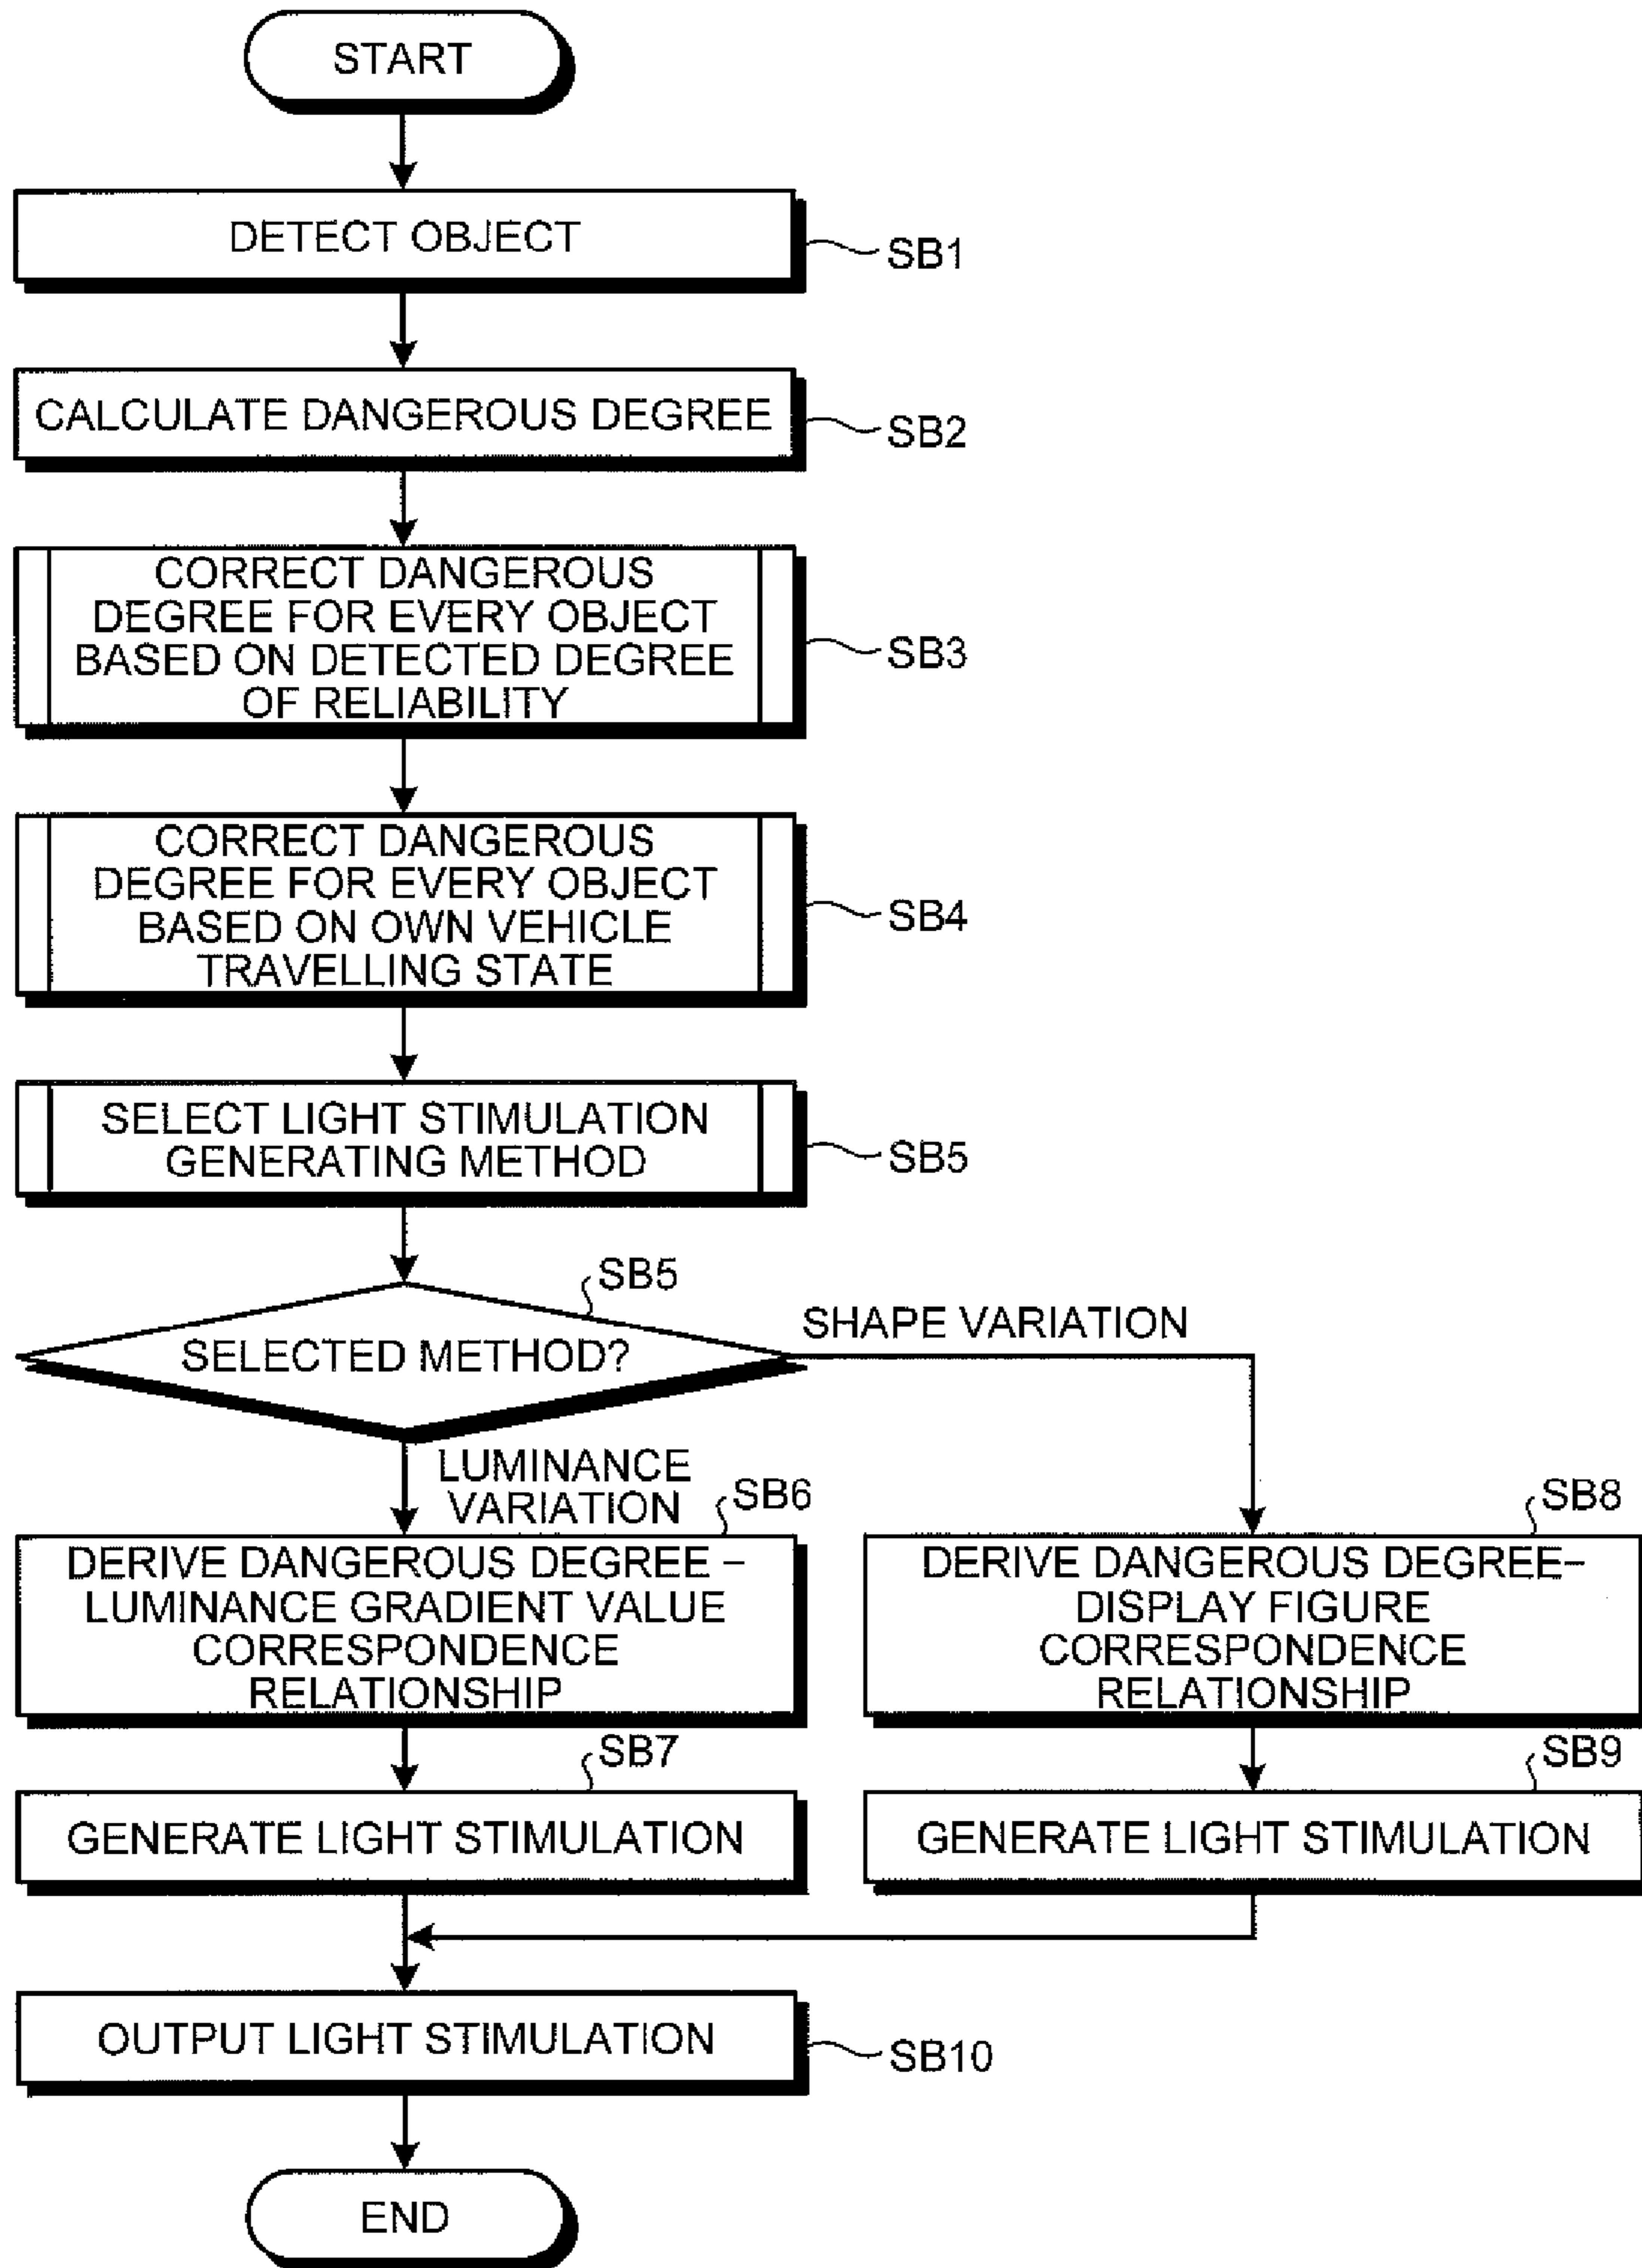 START
DETECT OBJECT
SB1
CALCULATE DANGEROUS DEGREE
SB2
CORRECT DANGEROUS
DEGREE FOR EVERY OBJECT
BASED ON DETECTED DEGREE
OF RELIABILITY
SB3
CORRECT DANGEROUS
DEGREE FOR EVERY OBJECT
BASED ON OWN VEHICLE
TRAVELLING STATE
SB4
SELECT LIGHT STIMULATION
GENERATING METHOD
SB5
SB5
SELECTED METHOD?
SHAPE VARIATION
LUMINANCE
VARIATION
SB6
DERIVE DANGEROUS DEGREE –
LUMINANCE GRADIENT VALUE
CORRESPONDENCE
RELATIONSHIP
SB8
DERIVE DANGEROUS DEGREE–
DISPLAY FIGURE
CORRESPONDENCE
RELATIONSHIP
SB7
GENERATE LIGHT STIMULATION
SB9
GENERATE LIGHT STIMULATION
OUTPUT LIGHT STIMULATION
SB10
END